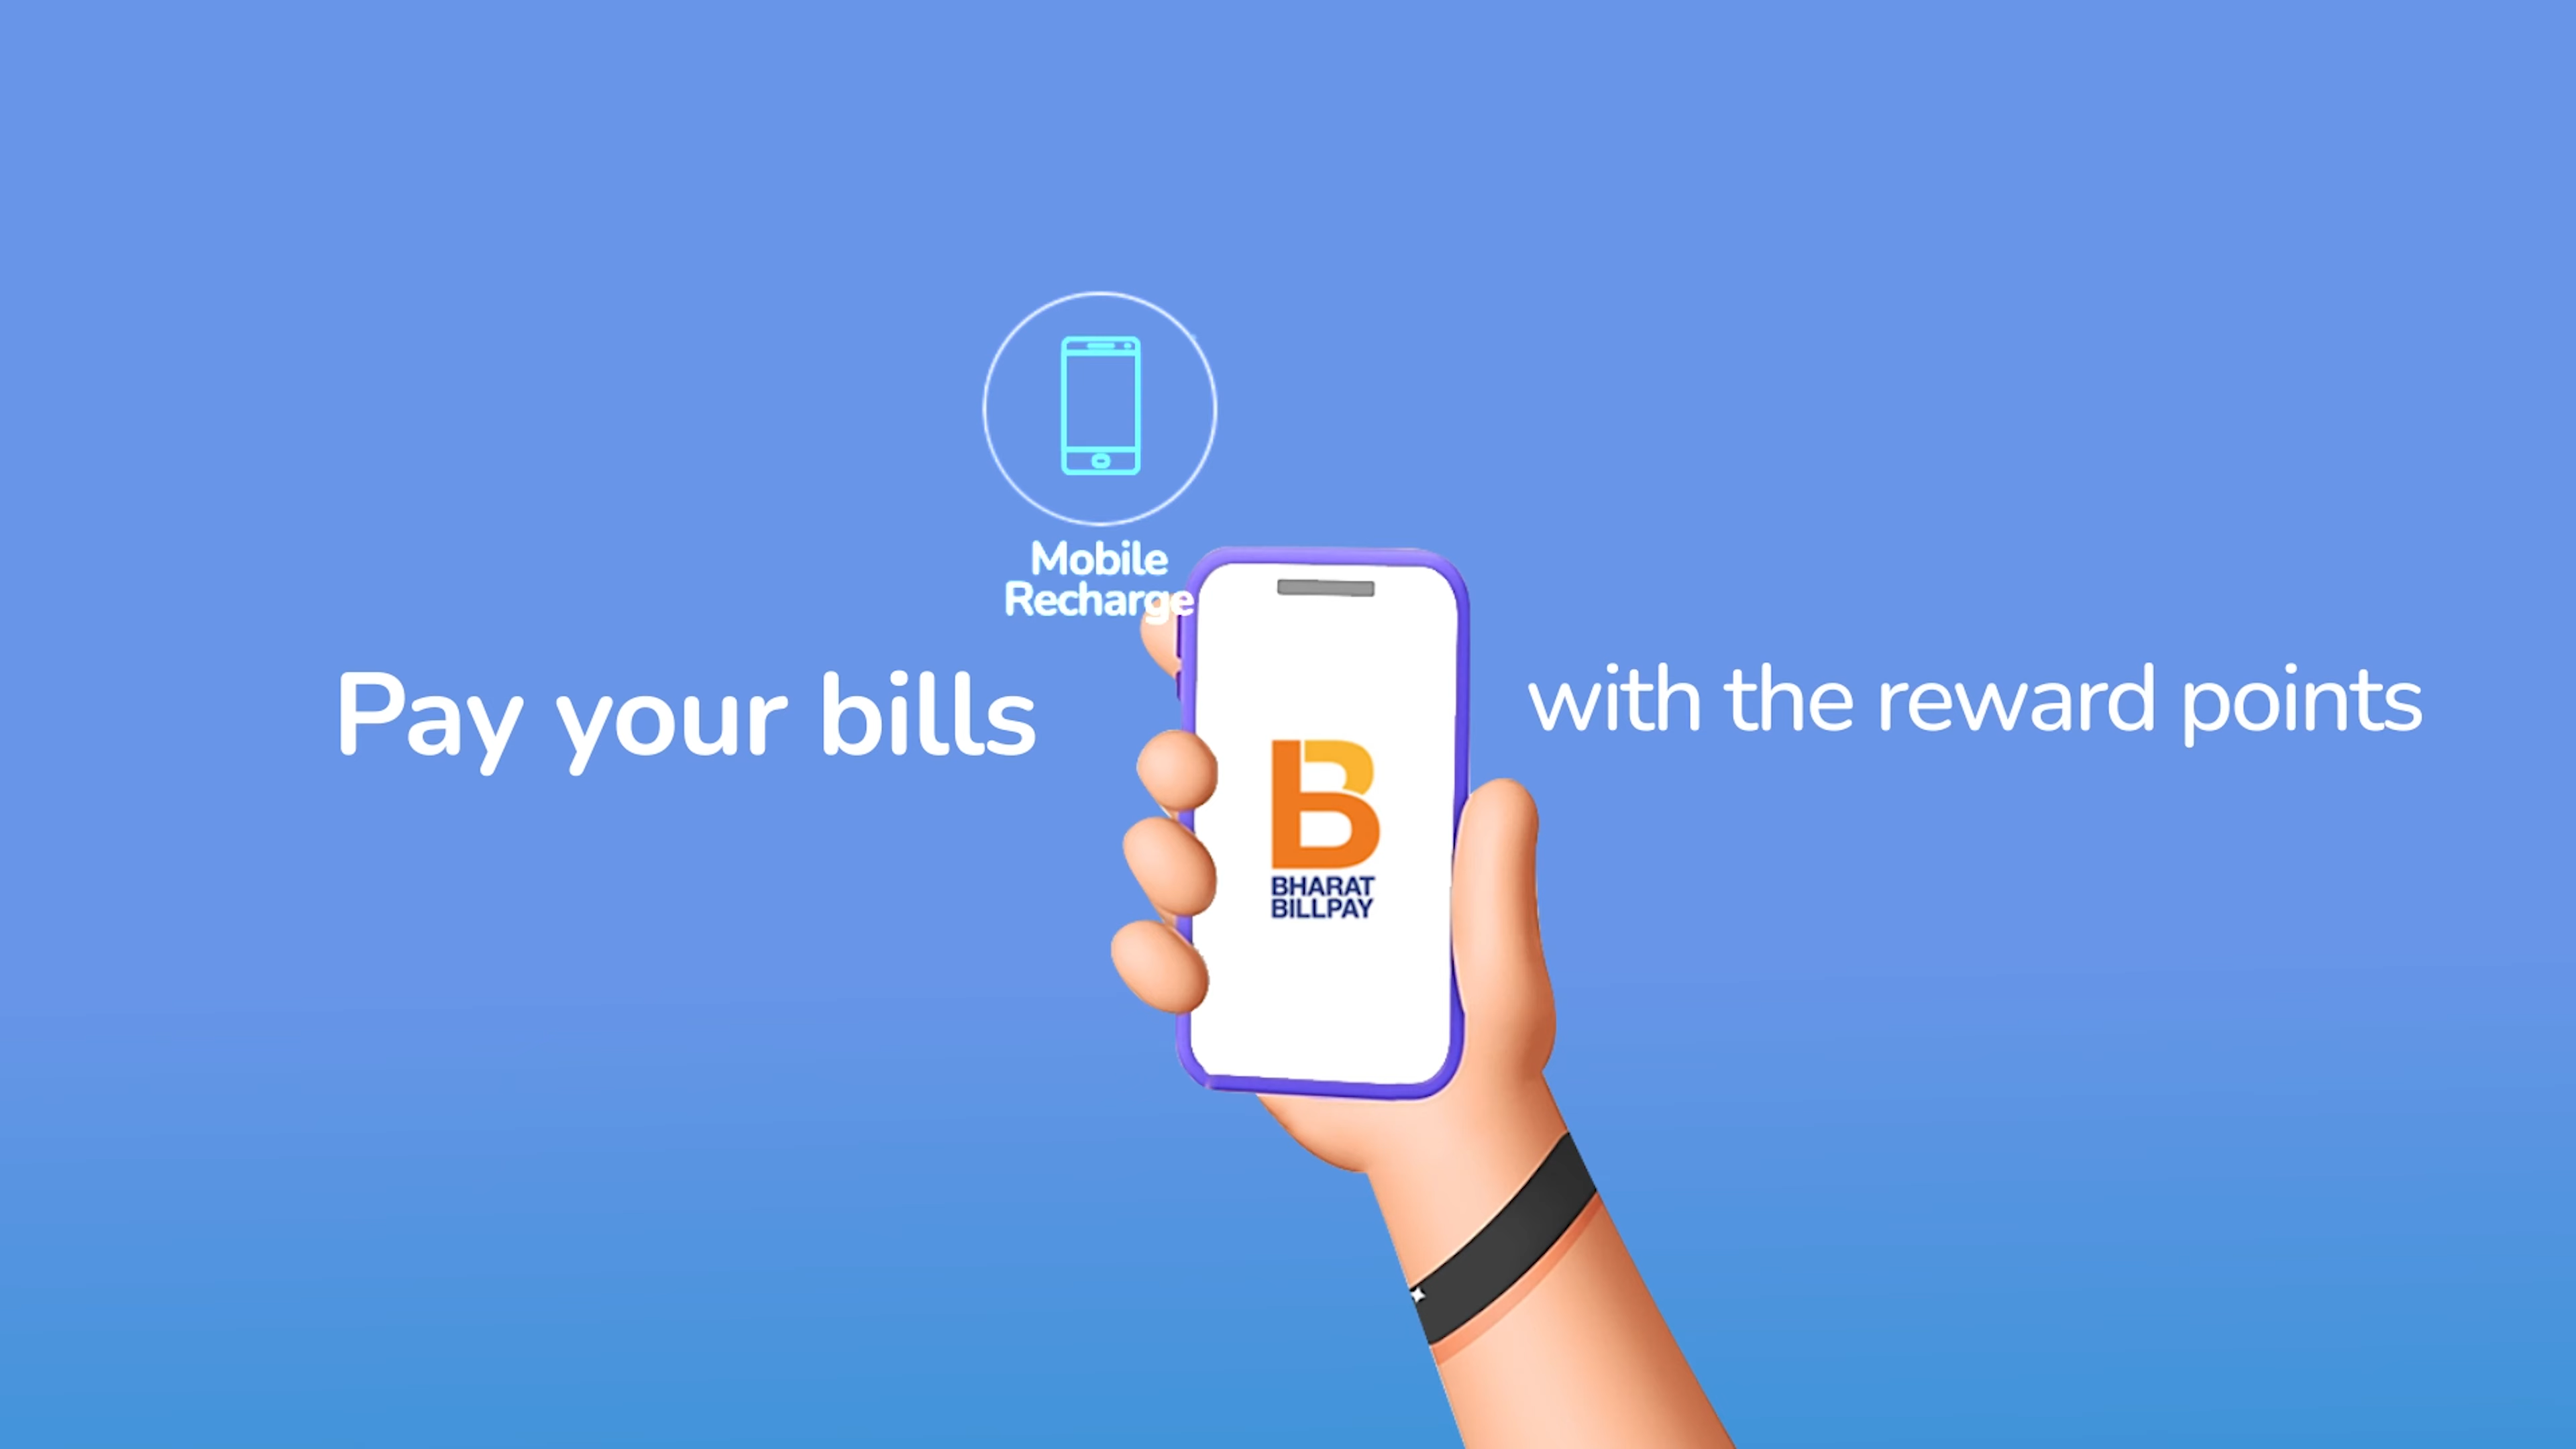 Mobile
Recharge
Pay your bills
with the reward points
BHARAT
BILLPAY